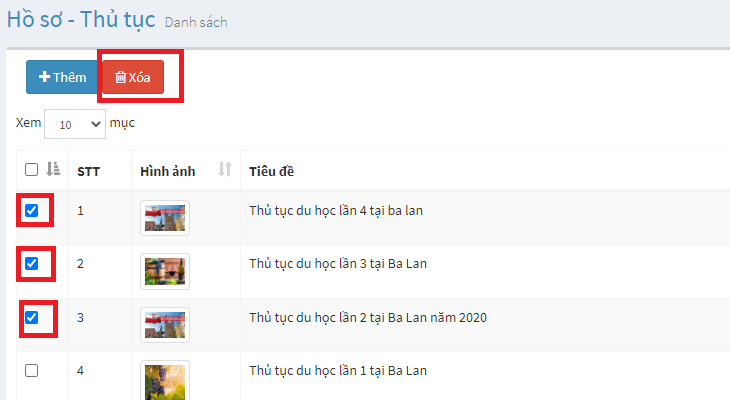 Hồ sơ - Thủ tục Danh sách
Thêm Xóa
Xem 10 mục
STT Hình ảnh Tiêu đề
1 Thủ tục du học lần 4 tại ba lan
2 Thủ tục du học lần 3 tại Ba Lan
3 Thủ tục du học lần 2 tại Ba Lan năm 2020
4 Thủ tục du học lần 1 tại Ba Lan